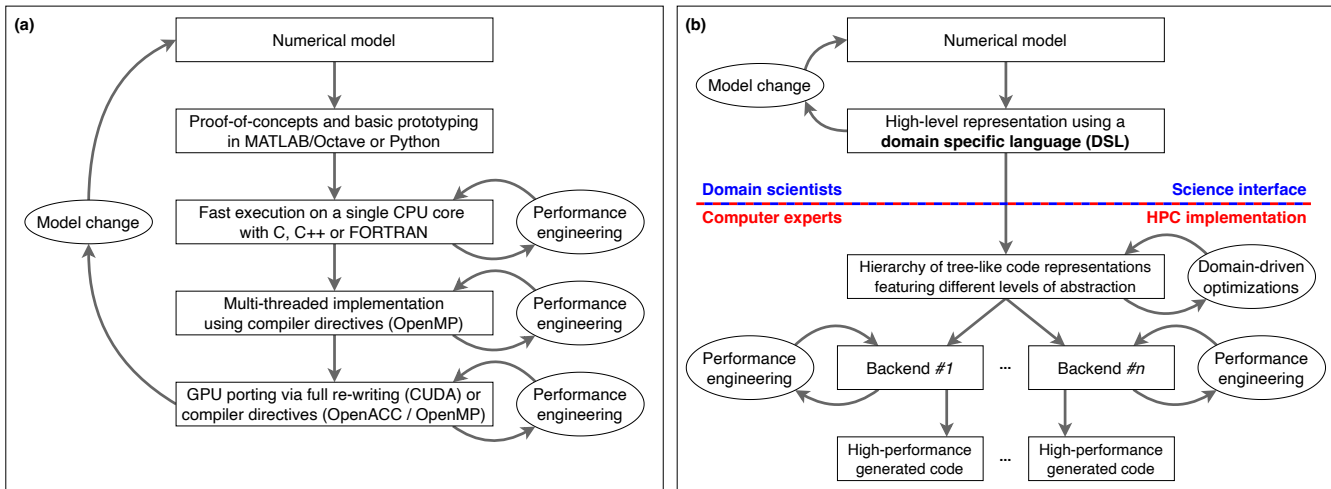 (a)
Numerical model
Proof-of-concepts and basic prototyping
in MATLAB/Octave or Python
Fast execution on a single CPU core
with C, C++ or FORTRAN
Performance
engineering
Model change
Multi-threaded implementation
using compiler directives (OpenMP)
Performance
engineering
GPU porting via full re-writing (CUDA) or
compiler directives (OpenACC / OpenMP)
Performance
engineering
(b)
Numerical model
Model change
High-level representation using a
domain specific language (DSL)
Domain scientists
Science interface
Computer experts
HPC implementation
Hierarchy of tree-like code representations
featuring different levels of abstraction
Domain-driven
optimizations
Performance
engineering
Backend #1
...
Backend #n
Performance
engineering
High-performance
generated code
...
High-performance
generated code